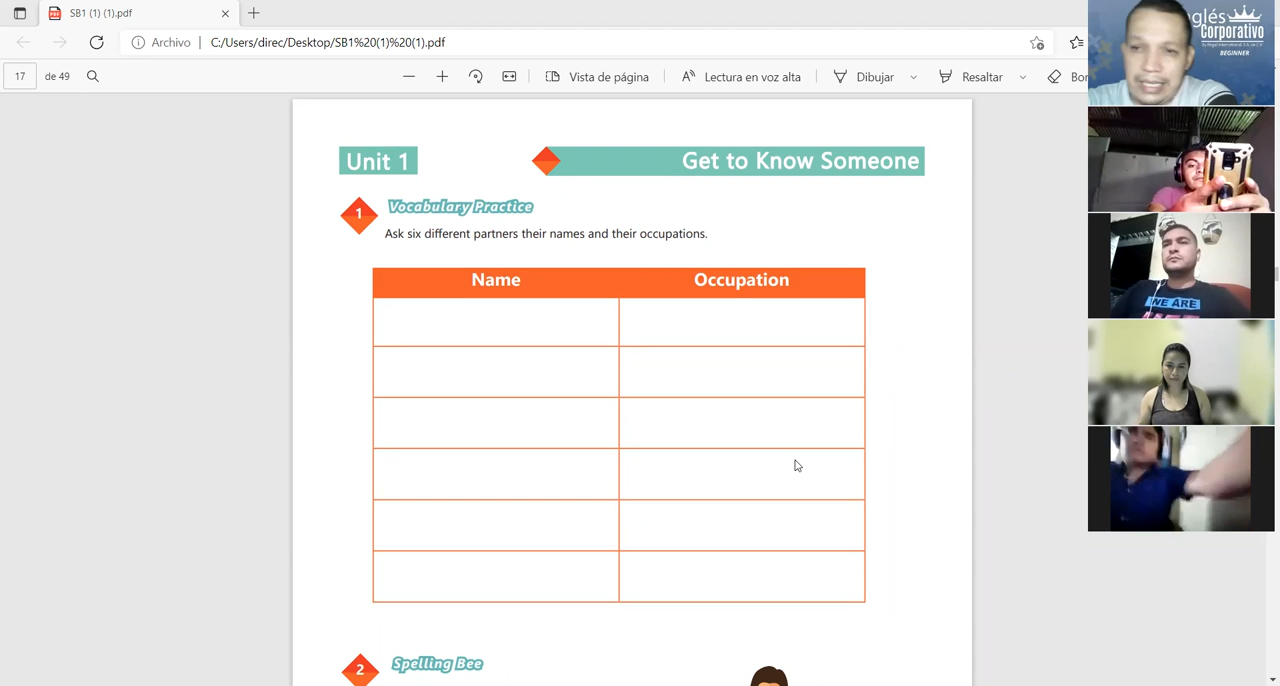 SB1 (1) (1).pdf
Archivo C:/Users/direc/Desktop/SB1%20(1)%20(1).pdf
17 de 49 Vista de página Lectura en voz alta Dibujar Resaltar
glés
Corporativo
BEGINNER
WE ARE
Unit 1 Get to Know Someone
1 Vocabulary Practice
Ask six different partners their names and their occupations.
Name Occupation
2 Spelling Bee